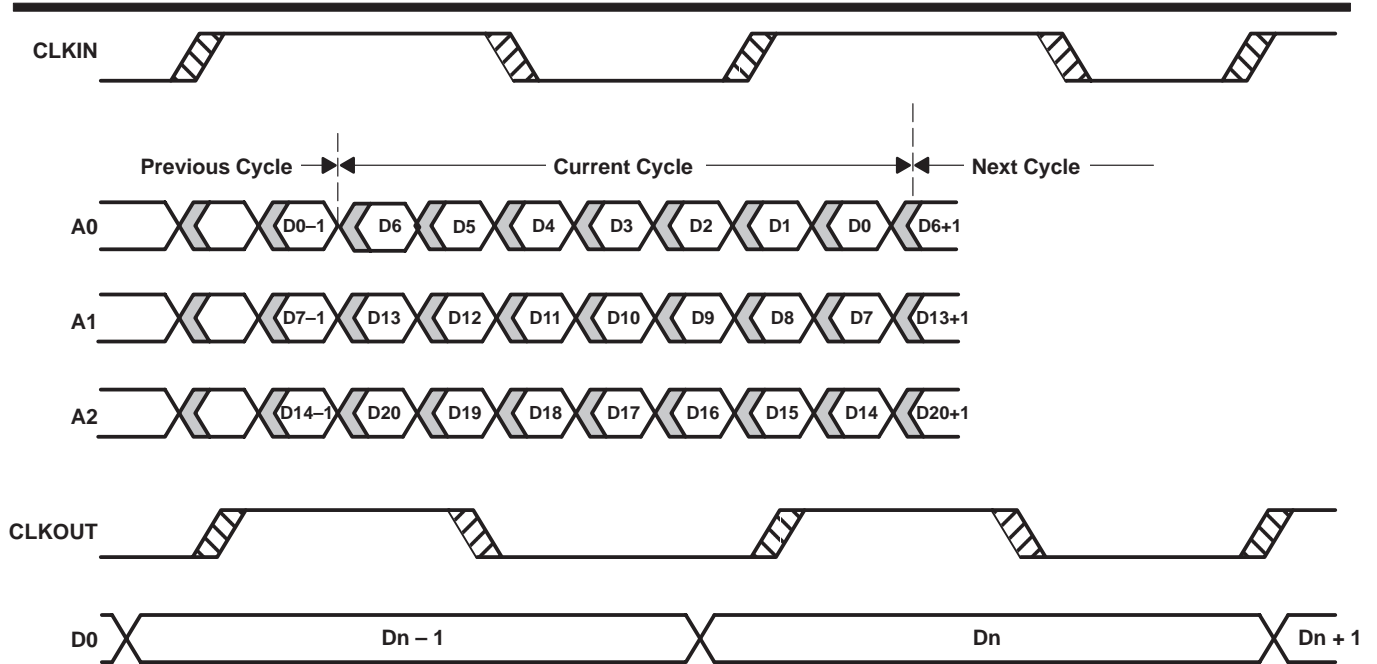 CLKIN
Previous Cycle Current Cycle Next Cycle
A0 D0–1 D6 D5 D4 D3 D2 D1 D0 D6+1
A1 D7–1 D13 D12 D11 D10 D9 D8 D7 D13+1
A2 D14–1 D20 D19 D18 D17 D16 D15 D14 D20+1
CLKOUT
D0 Dn – 1 Dn Dn + 1